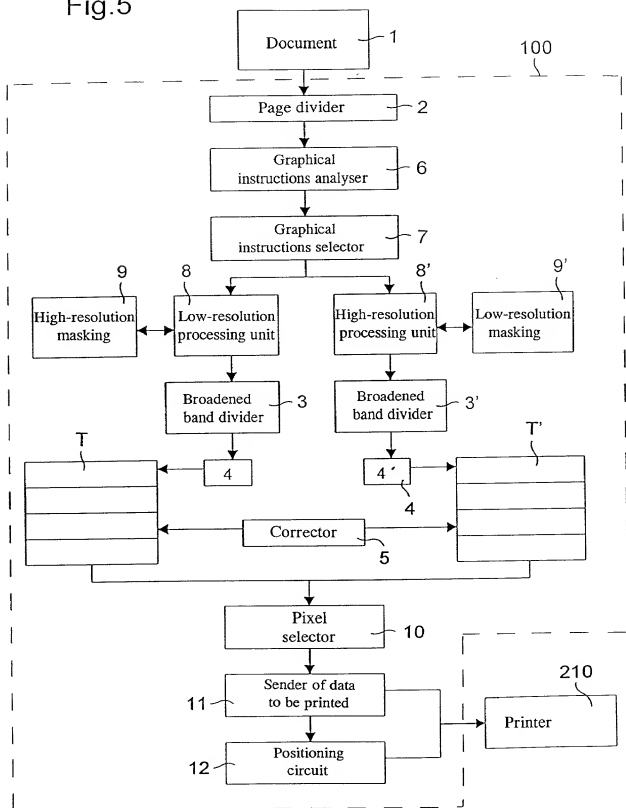 Fig.5
Document
1
100
Page divider
2
Graphical
instructions analyser
6
Graphical
instructions selector
7
9
8
8'
9'
High-resolution
masking
Low-resolution
processing unit
High-resolution
processing unit
Low-resolution
masking
Broadened
band divider
3
Broadened
band divider
3'
T
T'
4
4'
4
Corrector
5
Pixel
selector
10
Sender of data
to be printed
11
210
Printer
Positioning
circuit
12